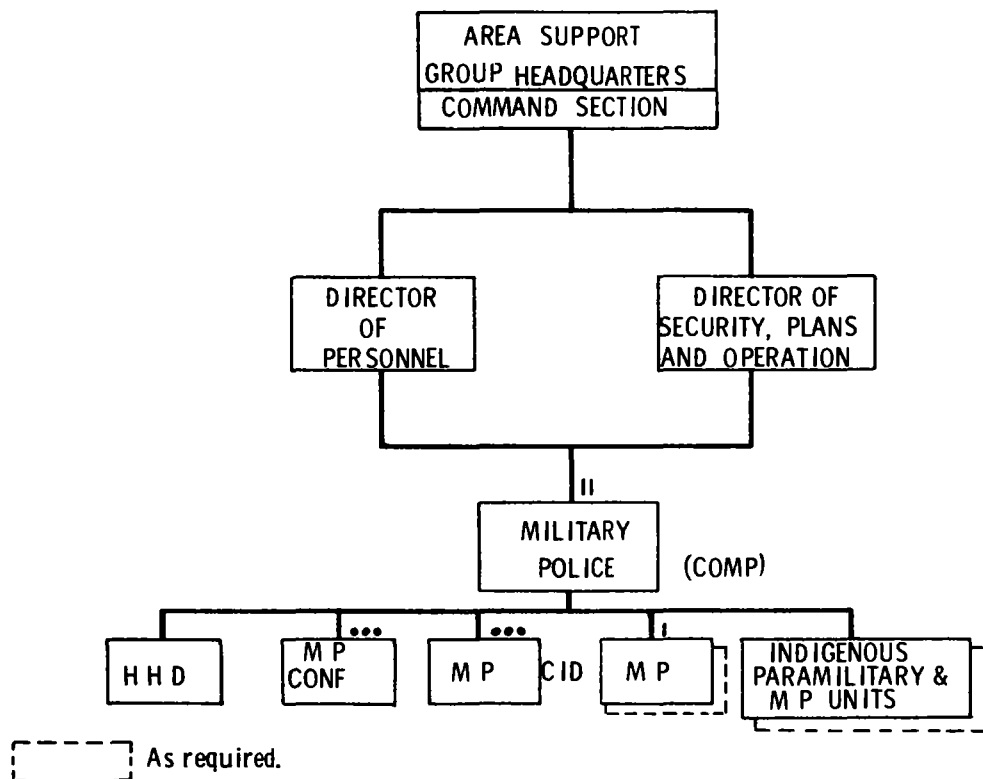 AREA SUPPORT
GROUP HEADQUARTERS
COMMAND SECTION
DIRECTOR
OF
PERSONNEL
DIRECTOR OF
SECURITY, PLANS
AND OPERATION
II
MILITARY
POLICE
(COMP)
HHD
•••
MP
CONF
•••
MP
CID
I
MP
INDIGENOUS
PARAMILITARY &
MP UNITS
As required.